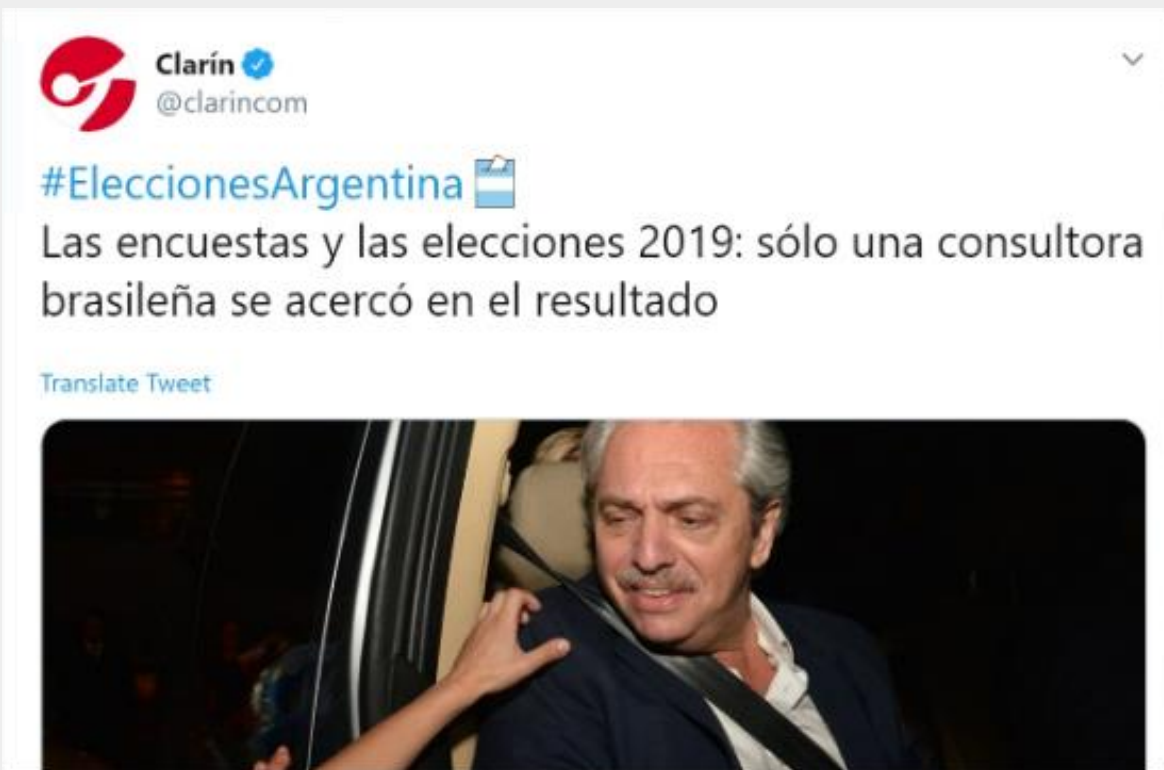 Clarín
@clarincom
#EleccionesArgentina
Las encuestas y las elecciones 2019: sólo una consultora
brasileña se acercó en el resultado
Translate Tweet